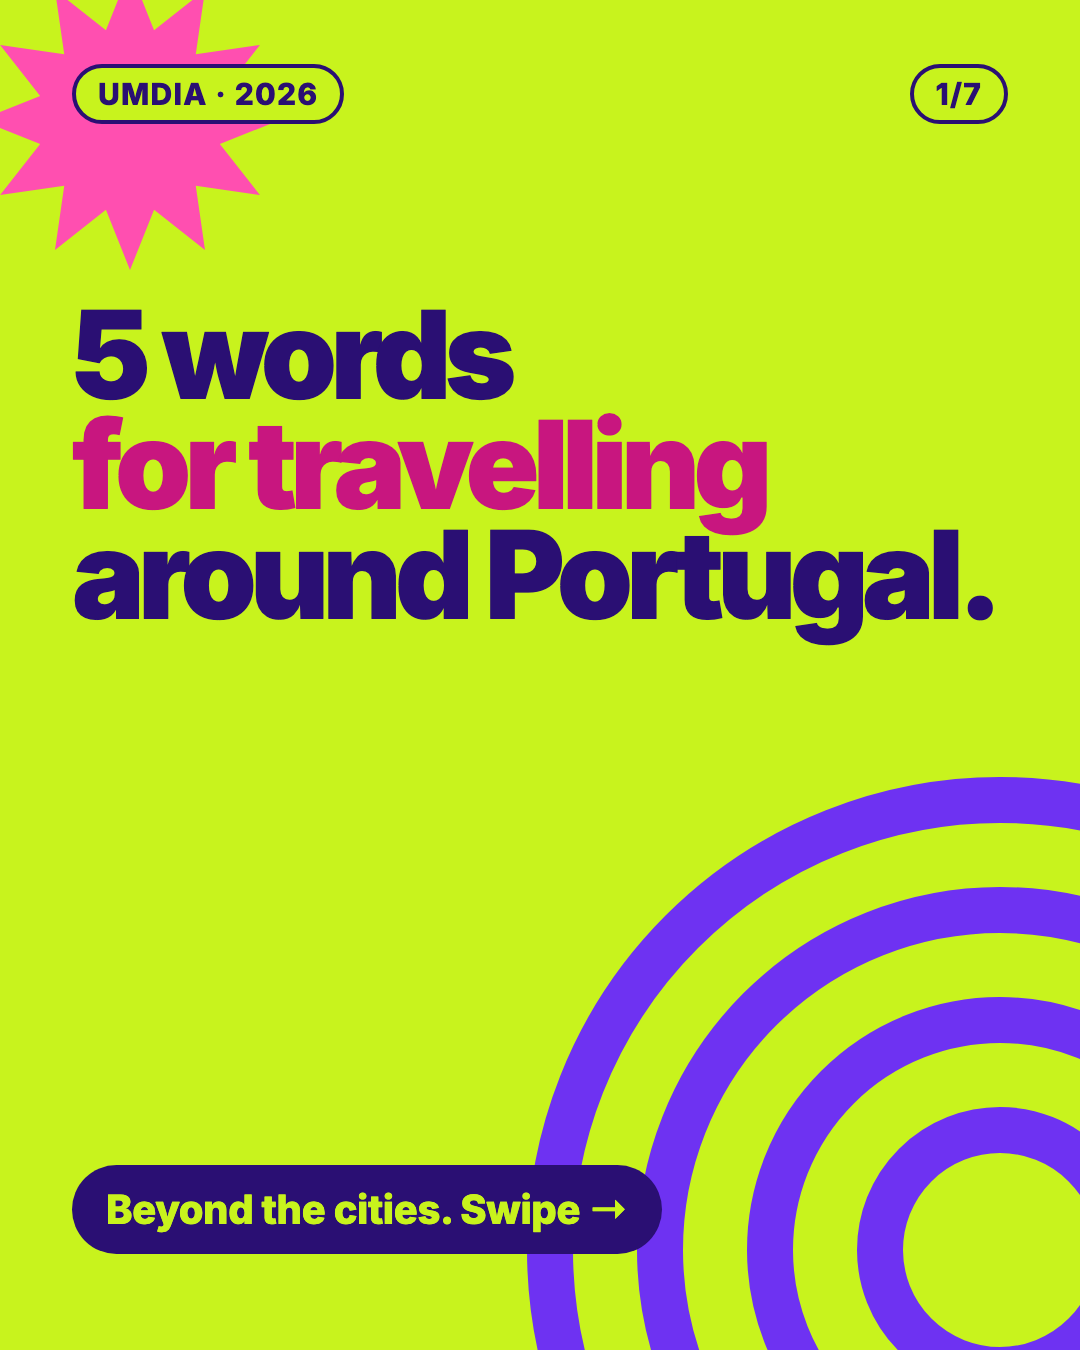 UMDIA · 2026
1/7
5 words
for travelling
around Portugal.
Beyond the cities. Swipe →